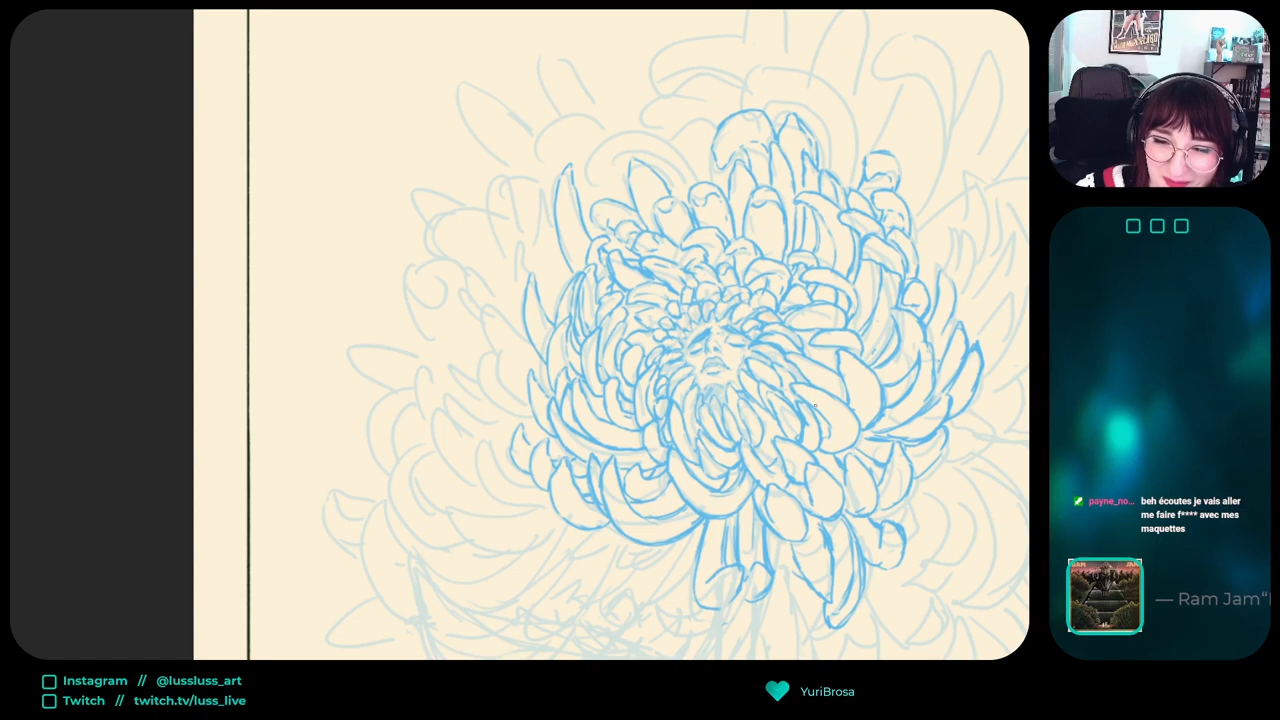 payne_no... beh écoutes je vais aller
me faire f**** avec mes
maquettes
— Ram Jam“
Instagram // @lussluss_art
Twitch // twitch.tv/luss_live
YuriBrosa